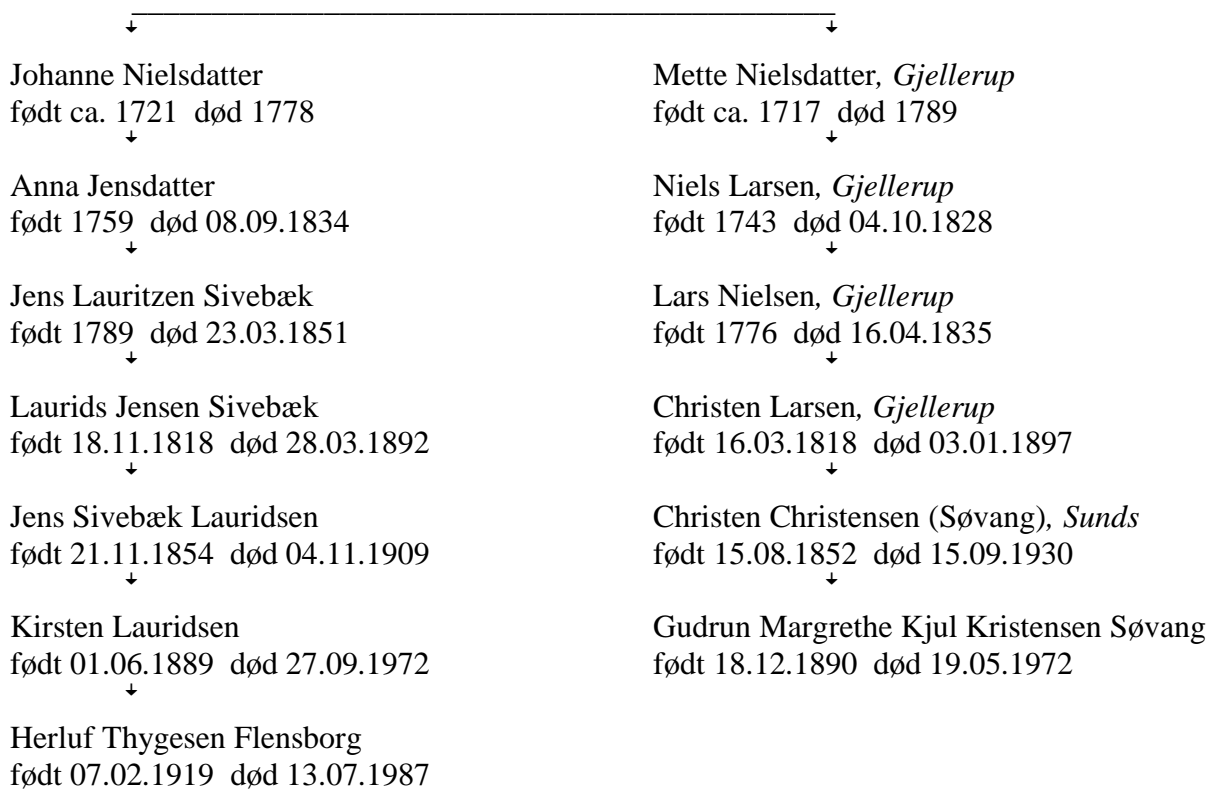 Johanne Nielsdatter
født ca. 1721 død 1778
Anna Jensdatter
født 1759 død 08.09.1834
Jens Lauritzen Sivebæk
født 1789 død 23.03.1851
Laurids Jensen Sivebæk
født 18.11.1818 død 28.03.1892
Jens Sivebæk Lauridsen
født 21.11.1854 død 04.11.1909
Kirsten Lauridsen
født 01.06.1889 død 27.09.1972
Herluf Thygesen Flensborg
født 07.02.1919 død 13.07.1987
Mette Nielsdatter, Gjellerup
født ca. 1717 død 1789
Niels Larsen, Gjellerup
født 1743 død 04.10.1828
Lars Nielsen, Gjellerup
født 1776 død 16.04.1835
Christen Larsen, Gjellerup
født 16.03.1818 død 03.01.1897
Christen Christensen (Søvang), Sunds
født 15.08.1852 død 15.09.1930
Gudrun Margrethe Kjul Kristensen Søvang
født 18.12.1890 død 19.05.1972